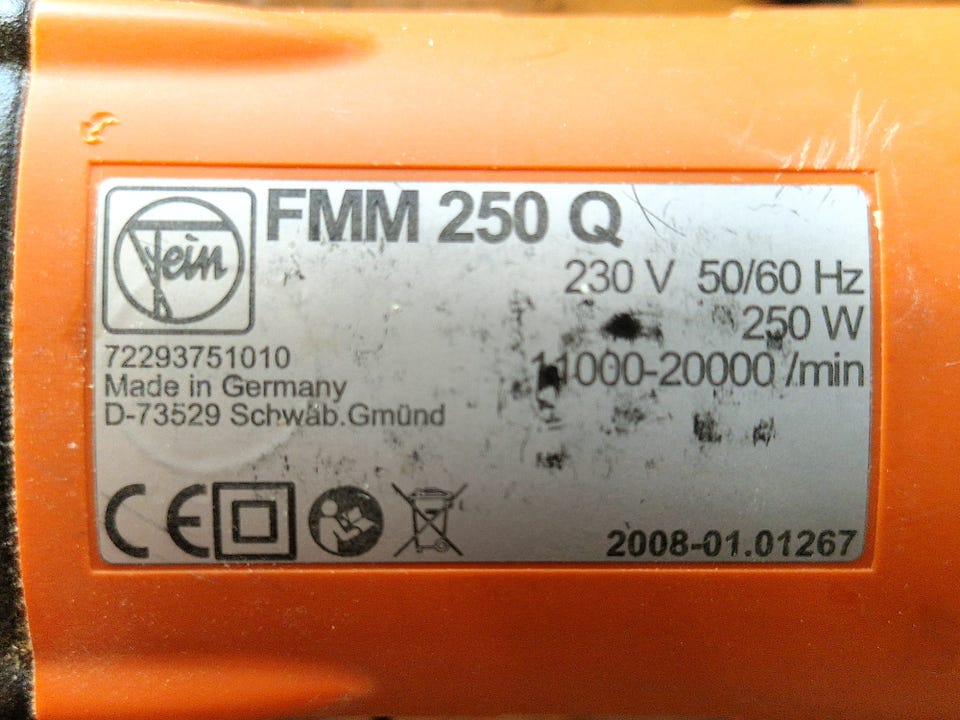 Fein
FMM 250 Q
230 V 50/60 Hz
250 W
11000-20000 /min
72293751010
Made in Germany
D-73529 Schwäb.Gmünd
CE
2008-01.01267